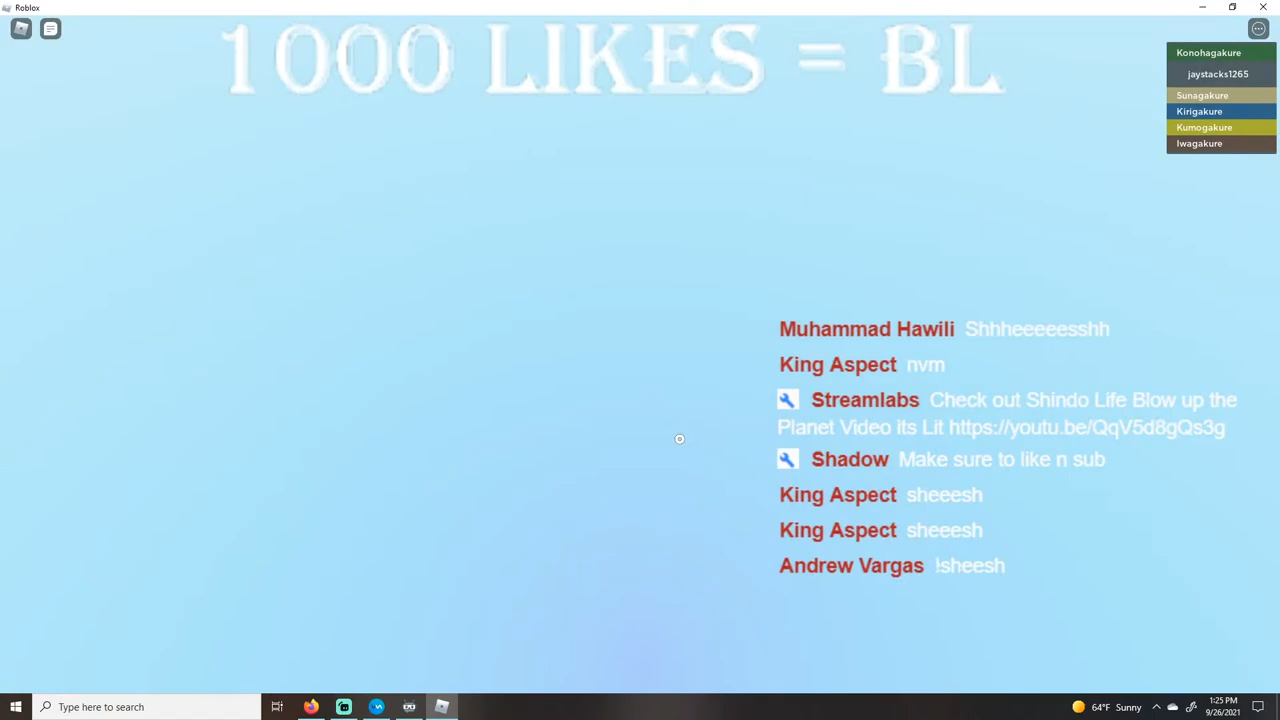 Roblox
1000 LIKES = BL
Konohagakure
jaystacks1265
Sunagakure
Kirigakure
Kumogakure
Iwagakure
Muhammad Hawili Shhheeeeesshh
King Aspect nvm
Streamlabs Check out Shindo Life Blow up the
Planet Video its Lit https://youtu.be/QqV5d8gQs3g
Shadow Make sure to like n sub
King Aspect sheeesh
King Aspect sheeesh
Andrew Vargas !sheesh
Type here to search
64°F Sunny
1:25 PM
9/26/2021